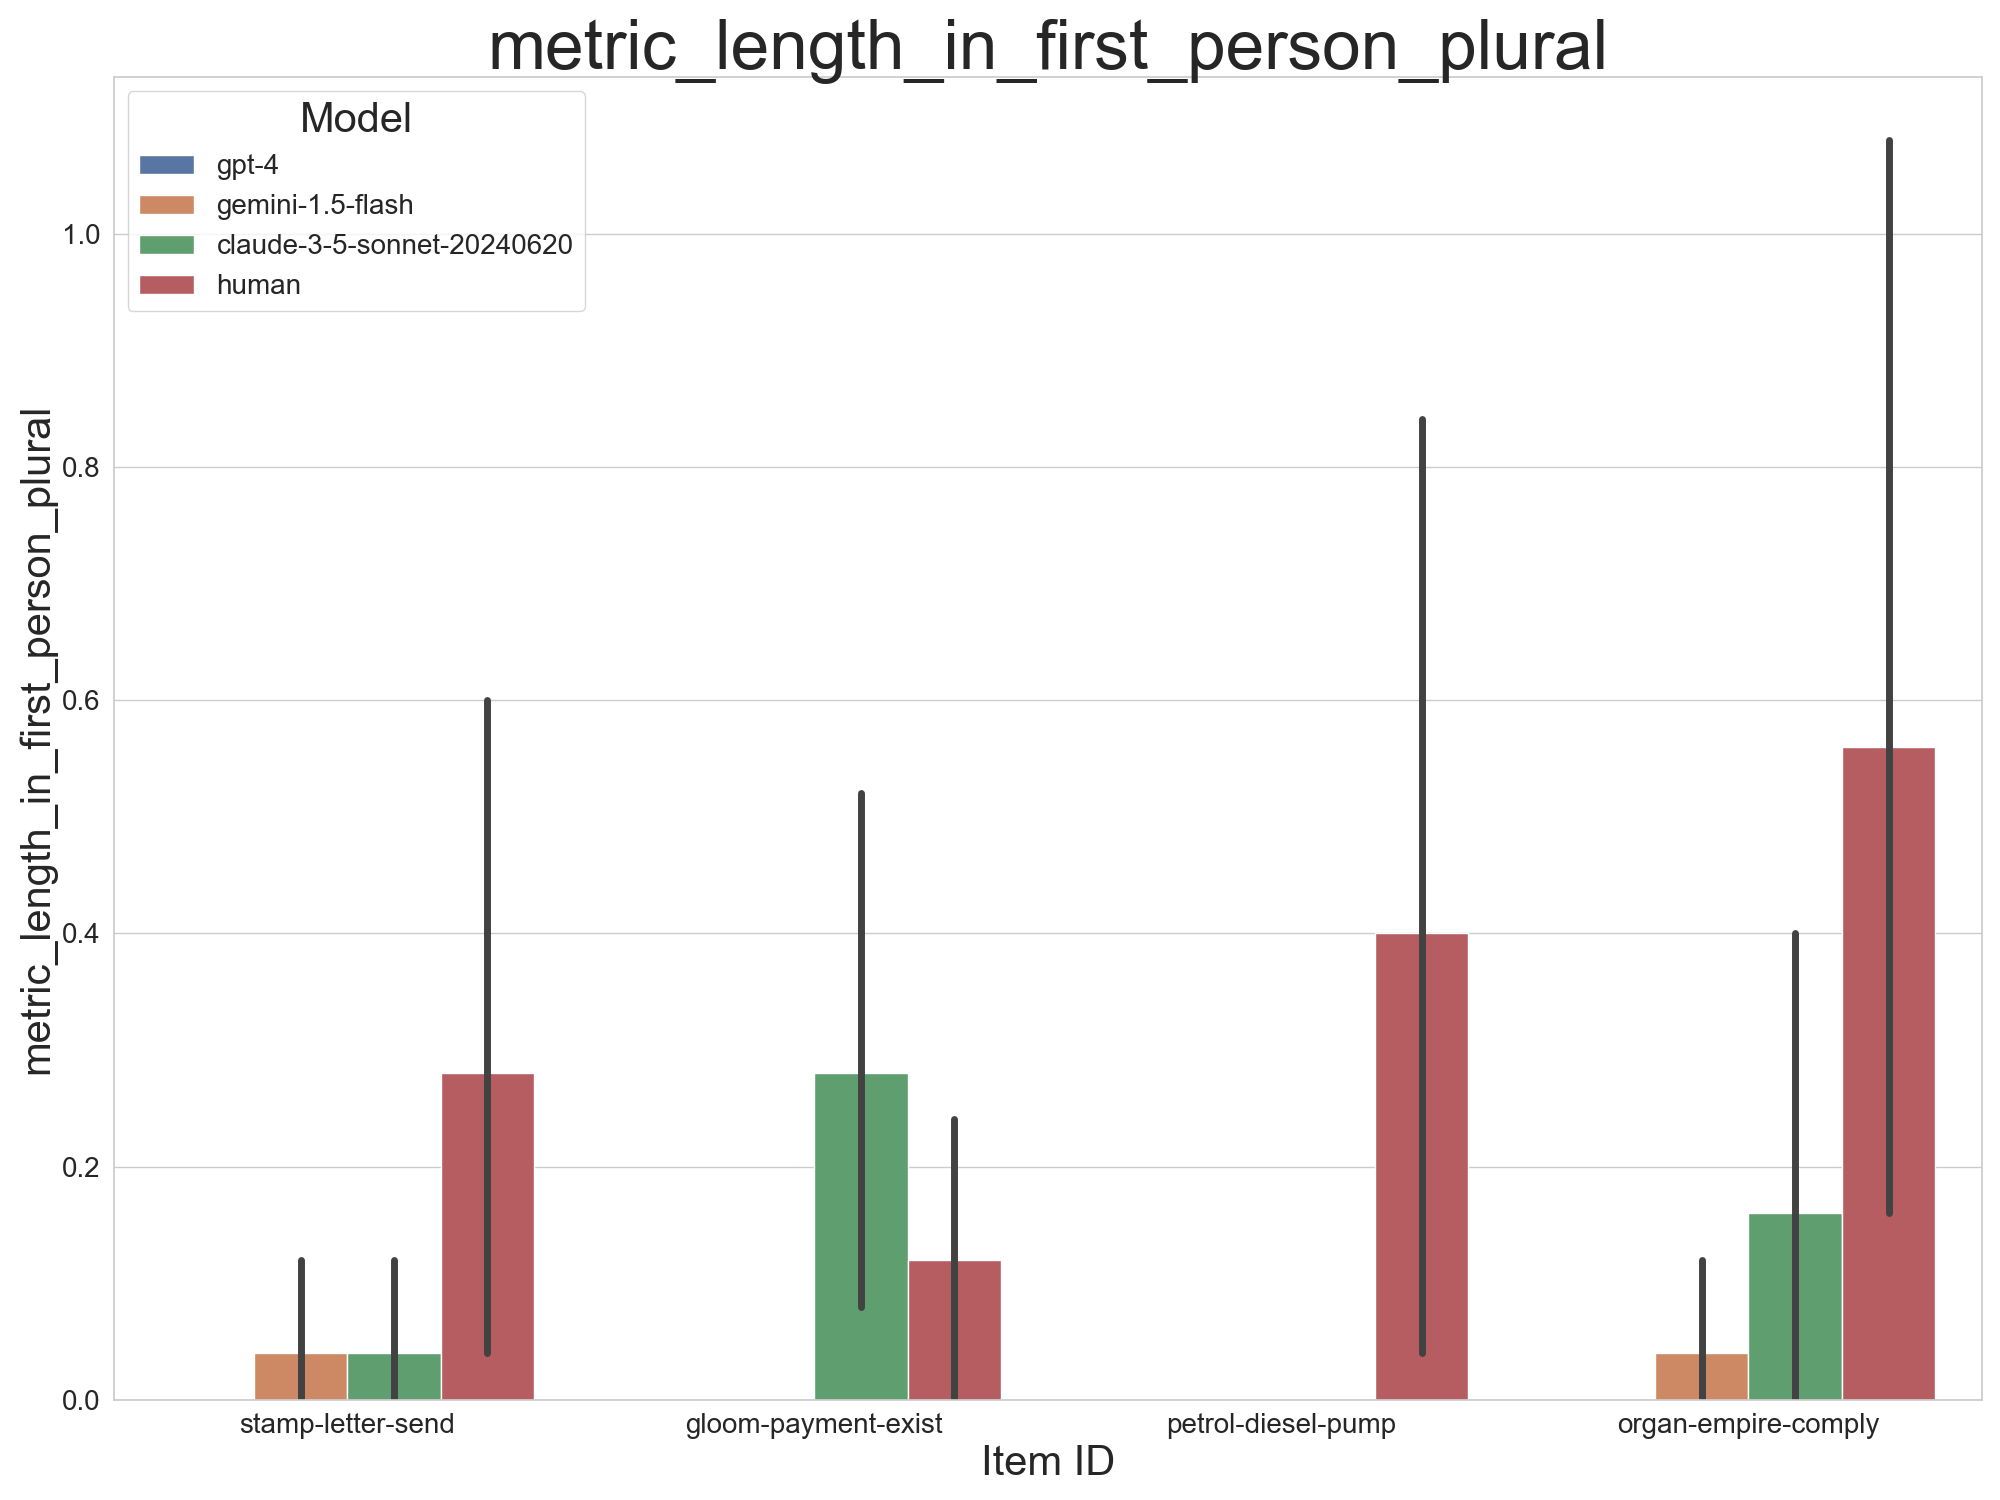 metric_length_in_first_person_plural
Model
gpt-4
gemini-1.5-flash
claude-3-5-sonnet-20240620
human
metric_length_in_first_person_plural
1.0
0.8
0.6
0.4
0.2
0.0
stamp-letter-send
gloom-payment-exist
petrol-diesel-pump
organ-empire-comply
Item ID